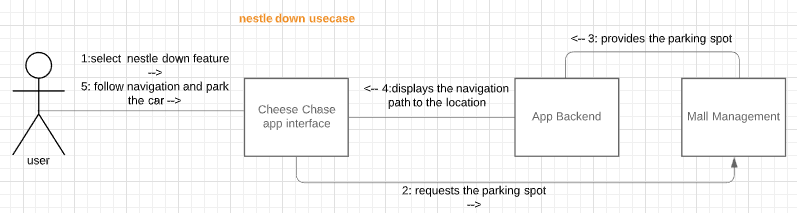 nestle down usecase
<-- 3: provides the parking spot
1:select nestle down feature
-->
5: follow navigation and park
the car -->
<-- 4:displays the navigation
path to the location
Cheese Chase
app interface
App Backend
Mall Management
user
2: requests the parking spot
-->